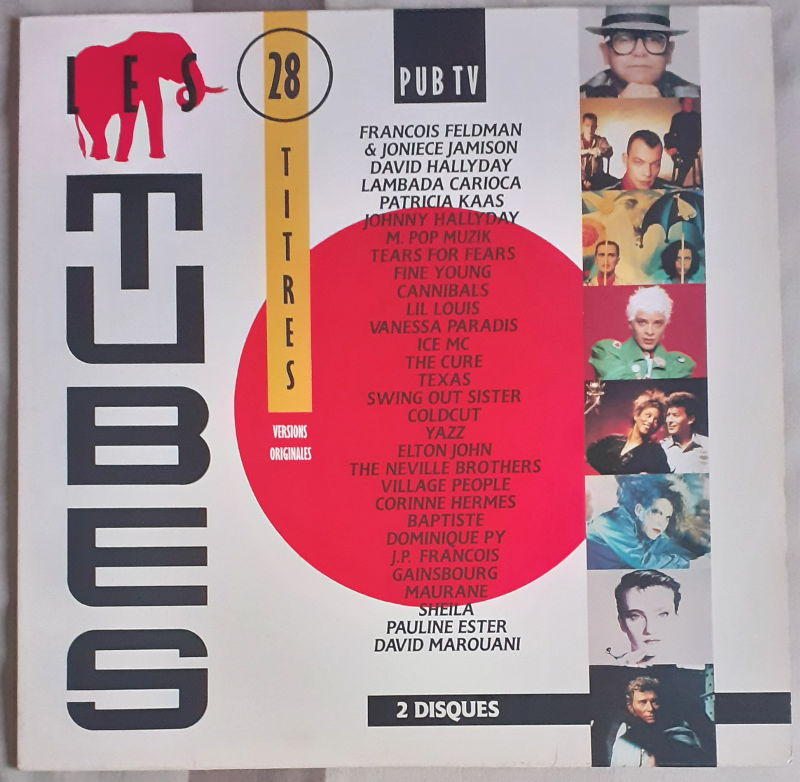 LES
TUBES
28
TITRES
VERSIONS
ORIGINALES
PUB TV
FRANCOIS FELDMAN
& JONIECE JAMISON
DAVID HALLYDAY
LAMBADA CARIOCA
PATRICIA KAAS
JOHNNY HALLYDAY
M. POP MUZIK
TEARS FOR FEARS
FINE YOUNG
CANNIBALS
LIL LOUIS
VANESSA PARADIS
ICE MC
THE CURE
TEXAS
SWING OUT SISTER
COLDCUT
YAZZ
ELTON JOHN
THE NEVILLE BROTHERS
VILLAGE PEOPLE
CORINNE HERMES
BAPTISTE
DOMINIQUE PY
J.P. FRANCOIS
GAINSBOURG
MAURANE
SHEILA
PAULINE ESTER
DAVID MAROUANI
2 DISQUES